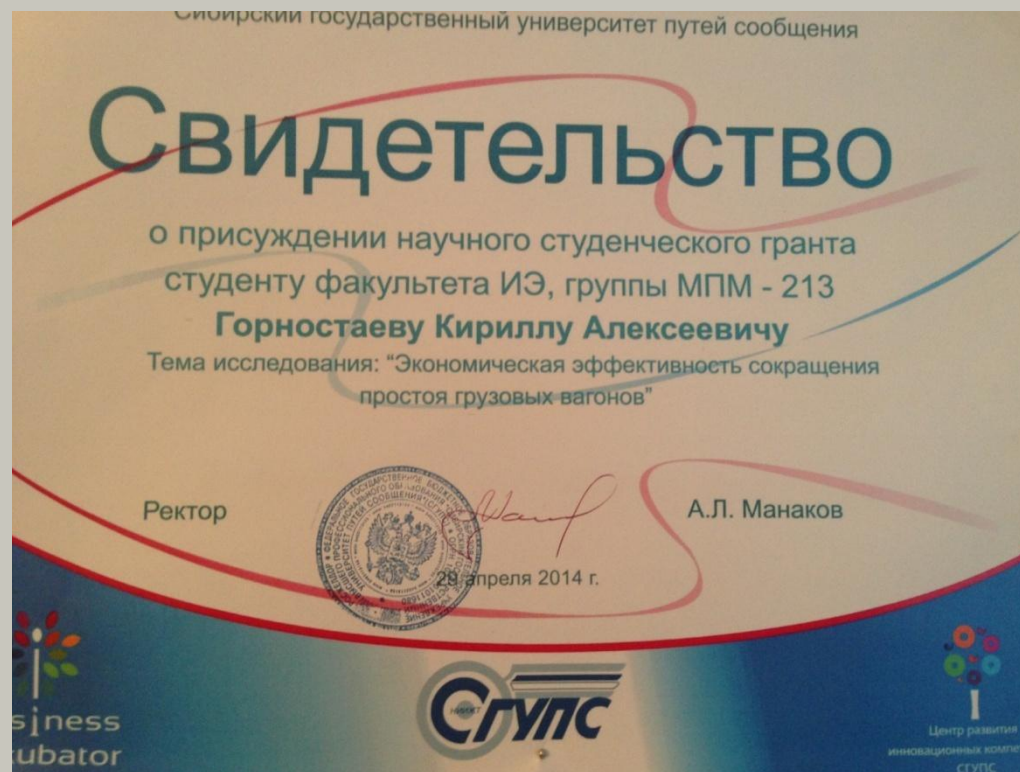 Сибирский государственный университет путей сообщения
Свидетельство
о присуждении научного студенческого гранта
студенту факультета ИЭ, группы МПМ - 213
Горностаеву Кириллу Алексеевичу
Тема исследования: “Экономическая эффективность сокращения
простоя грузовых вагонов”
Ректор
А.Л. Манаков
29 апреля 2014 г.
siness
ubator
НИИЖТ
СГУПС
Центр развития
инновационных компе
СГУПС